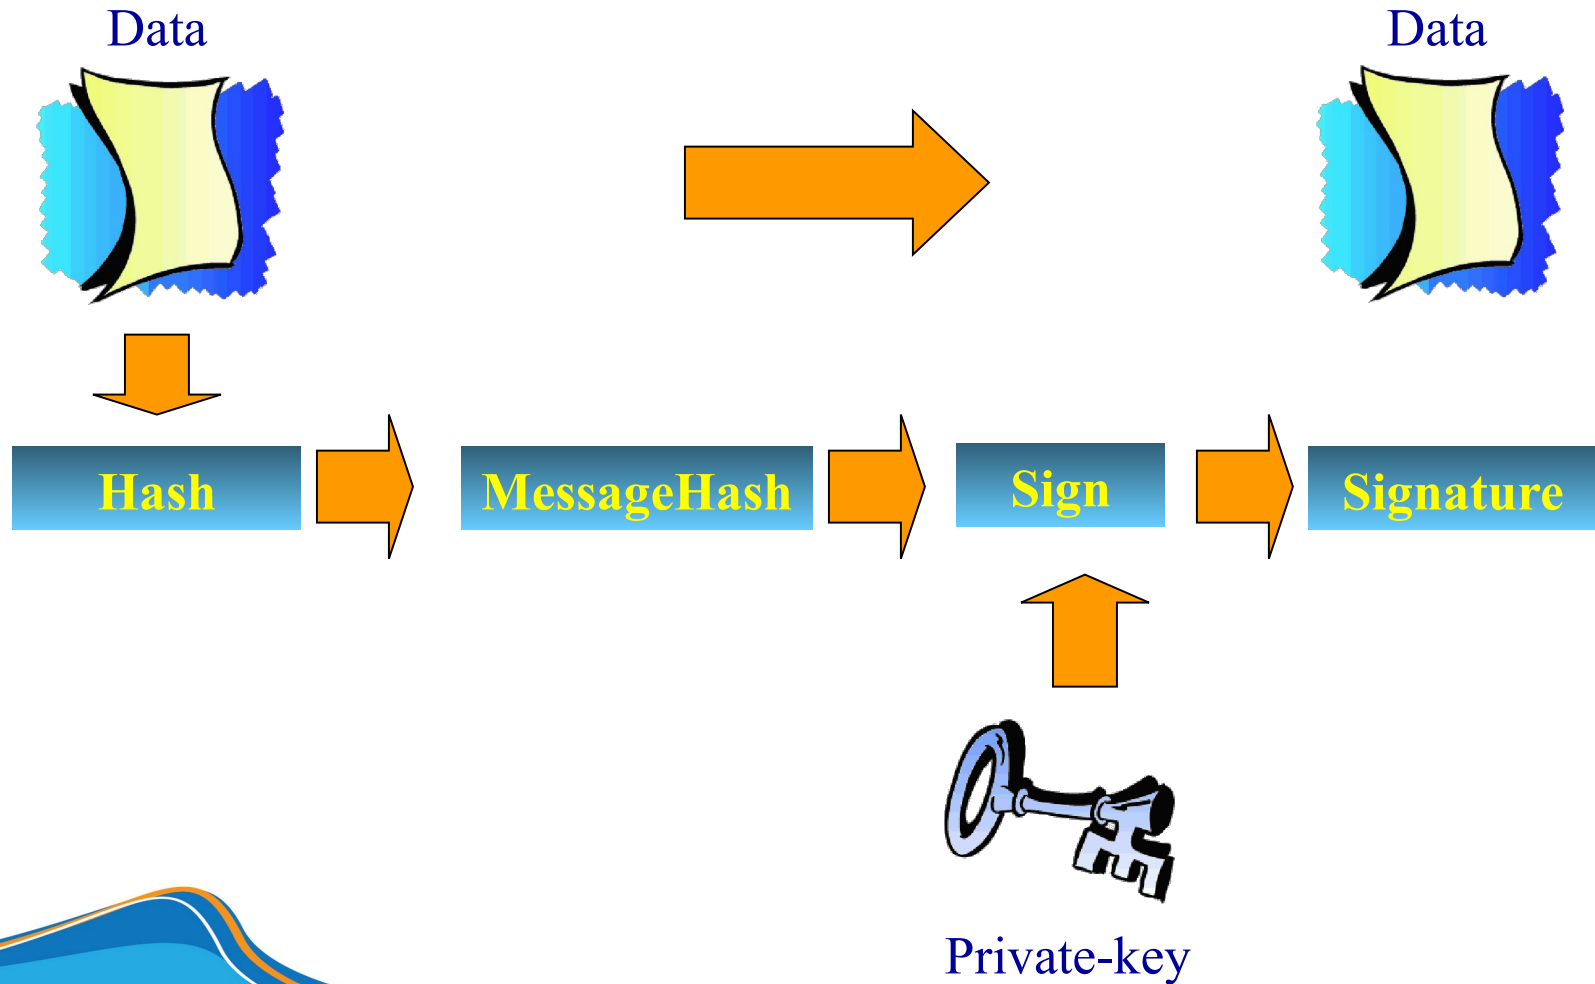 Data
Data
Hash
MessageHash
Sign
Signature
Private-key